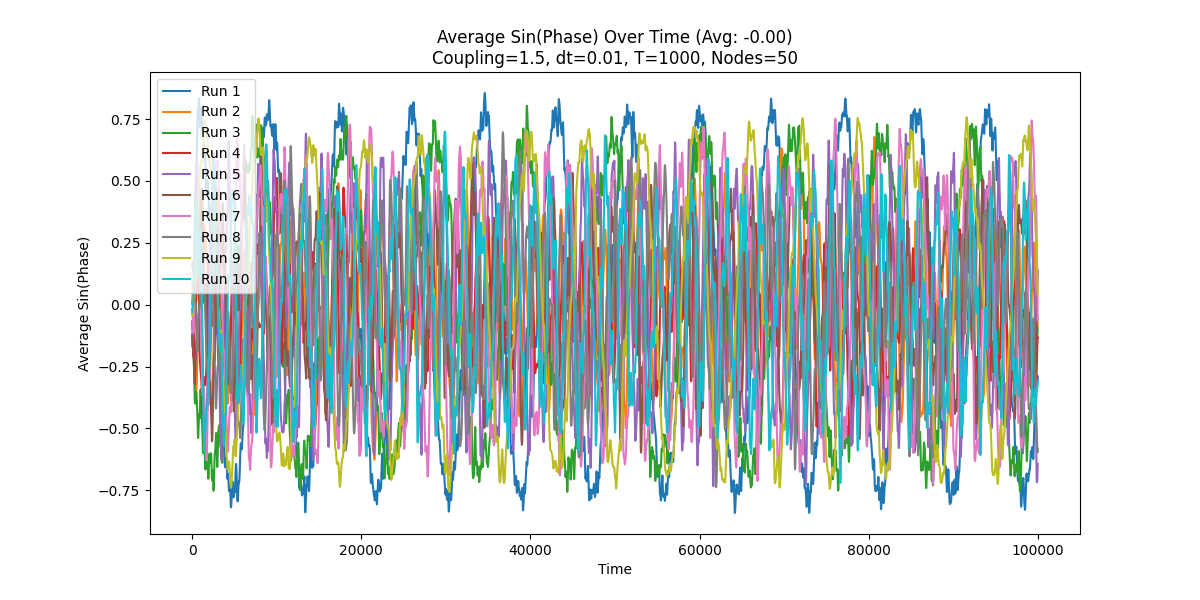 Average Sin(Phase) Over Time (Avg: -0.00)
Coupling=1.5, dt=0.01, T=1000, Nodes=50
Run 1
Run 2
Run 3
Run 4
Run 5
Run 6
Run 7
Run 8
Run 9
Run 10
0.75
0.50
0.25
0.00
−0.25
−0.50
−0.75
Average Sin(Phase)
0 20000 40000 60000 80000 100000
Time